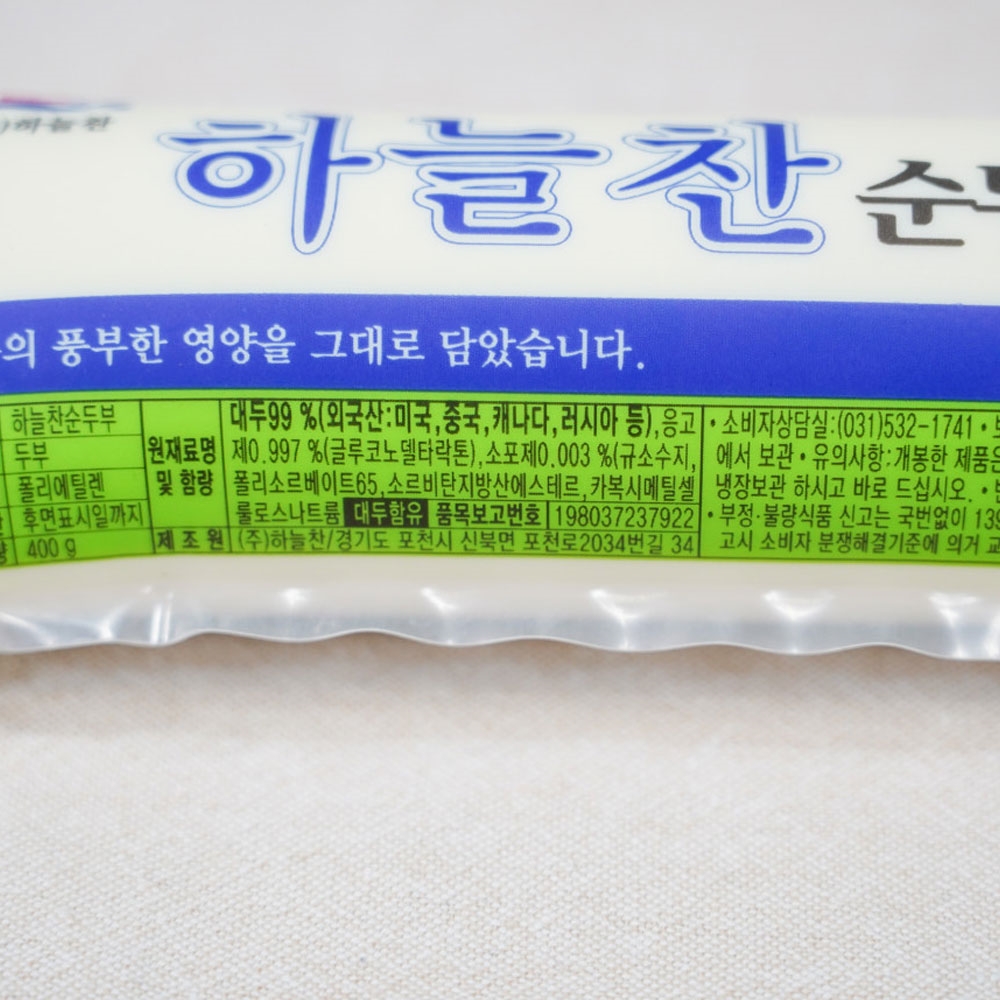 하늘찬
하늘찬 순
의 풍부한 영양을 그대로 담았습니다.
하늘찬순두부
두부
폴리에틸렌
후면표시일까지
400 g
원재료명
및 함량
대두99 %(외국산:미국,중국,캐나다,러시아 등),응고
제0.997 %(글루코노델타락톤),소포제0.003 %(규소수지,
폴리소르베이트65,소르비탄지방산에스테르,카복시메틸셀
룰로스나트륨 대두함유 품목보고번호 198037237922
제 조 원 (주)하늘찬/경기도 포천시 신북면 포천로2034번길 34
• 소비자상담실:(031)532-1741 •
에서 보관 • 유의사항:개봉한 제품은
냉장보관 하시고 바로 드십시오. •
• 부정·불량식품 신고는 국번없이 139
고시 소비자 분쟁해결기준에 의거 교